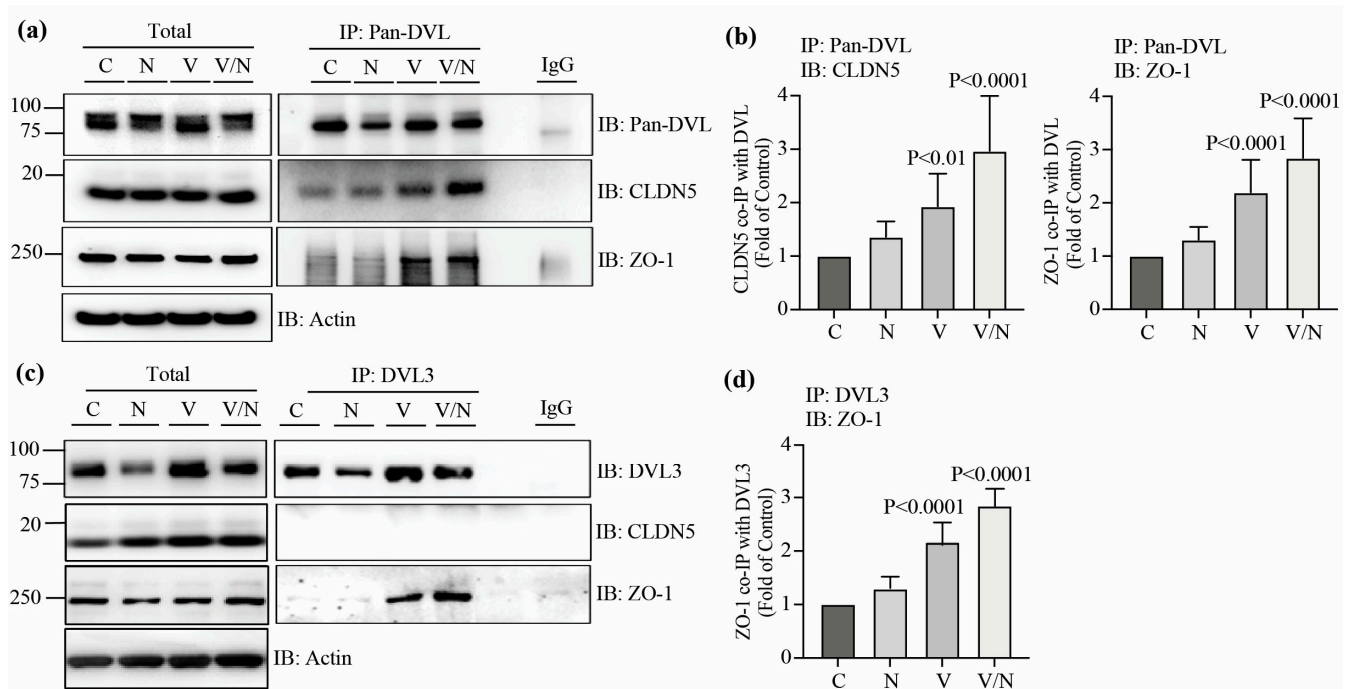 (a)
Total
IP: Pan-DVL
C N V V/N
C N V V/N IgG
100
75
IB: Pan-DVL
20
IB: CLDN5
250
IB: ZO-1
IB: Actin
(b)
IP: Pan-DVL
IB: CLDN5
CLDN5 co-IP with DVL
(Fold of Control)
4
3
2
1
0
P<0.01
P<0.0001
C N V V/N
IP: Pan-DVL
IB: ZO-1
ZO-1 co-IP with DVL
(Fold of Control)
4
3
2
1
0
P<0.0001
P<0.0001
C N V V/N
(c)
Total
IP: DVL3
C N V V/N
C N V V/N IgG
100
75
IB: DVL3
20
IB: CLDN5
250
IB: ZO-1
IB: Actin
(d)
IP: DVL3
IB: ZO-1
ZO-1 co-IP with DVL3
(Fold of Control)
4
3
2
1
0
P<0.0001
P<0.0001
C N V V/N